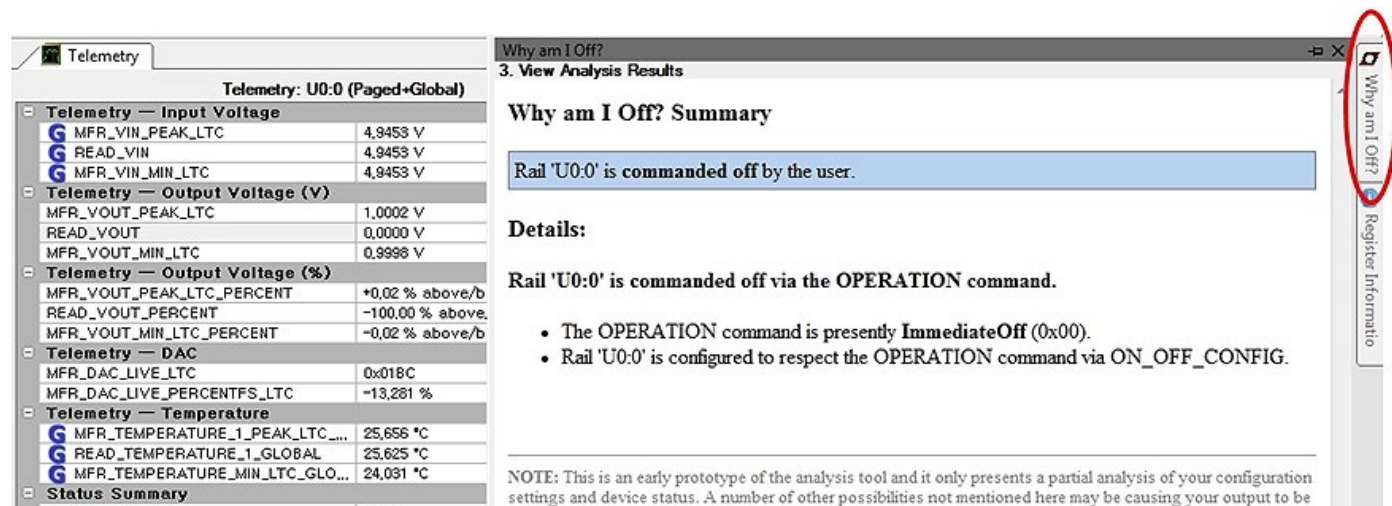 Telemetry
Telemetry: U0:0 (Paged+Global)
Telemetry — Input Voltage
G MFR_VIN_PEAK_LTC 4,9453 V
G READ_VIN 4,9453 V
G MFR_VIN_MIN_LTC 4,9453 V
Telemetry — Output Voltage (V)
MFR_VOUT_PEAK_LTC 1,0002 V
READ_VOUT 0,0000 V
MFR_VOUT_MIN_LTC 0,9998 V
Telemetry — Output Voltage (%)
MFR_VOUT_PEAK_LTC_PERCENT +0,02 % above/b
READ_VOUT_PERCENT -100,00 % above,
MFR_VOUT_MIN_LTC_PERCENT -0,02 % above/b
Telemetry — DAC
MFR_DAC_LIVE_LTC 0x01BC
MFR_DAC_LIVE_PERCENTFS_LTC -13,281 %
Telemetry — Temperature
G MFR_TEMPERATURE_1_PEAK_LTC_... 25,656 °C
G READ_TEMPERATURE_1_GLOBAL 25,625 °C
G MFR_TEMPERATURE_MIN_LTC_GLO... 24,031 °C
Status Summary
Why am I Off?
3. View Analysis Results
Why am I Off? Summary
Rail 'U0:0' is commanded off by the user.
Details:
Rail 'U0:0' is commanded off via the OPERATION command.
• The OPERATION command is presently ImmediateOff (0x00).
• Rail 'U0:0' is configured to respect the OPERATION command via ON_OFF_CONFIG.
NOTE: This is an early prototype of the analysis tool and it only presents a partial analysis of your configuration
settings and device status. A number of other possibilities not mentioned here may be causing your output to be
Why am I Off?
Register Informatio